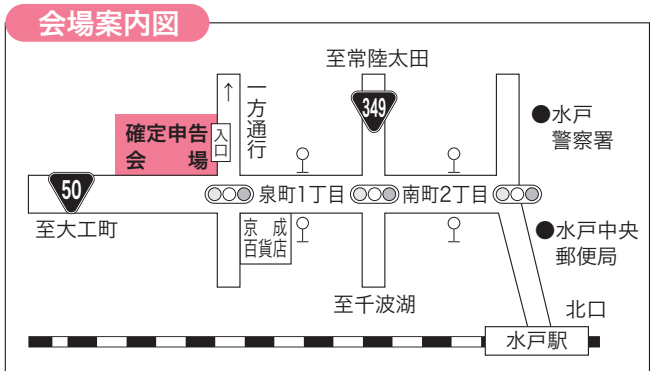 会場案内図
至常陸太田
↑
一方通行
349
●水戸
警察署
確定申告
会場
入口
50
泉町1丁目
南町2丁目
至大工町
京成
百貨店
●水戸中央
郵便局
至千波湖
北口
水戸駅